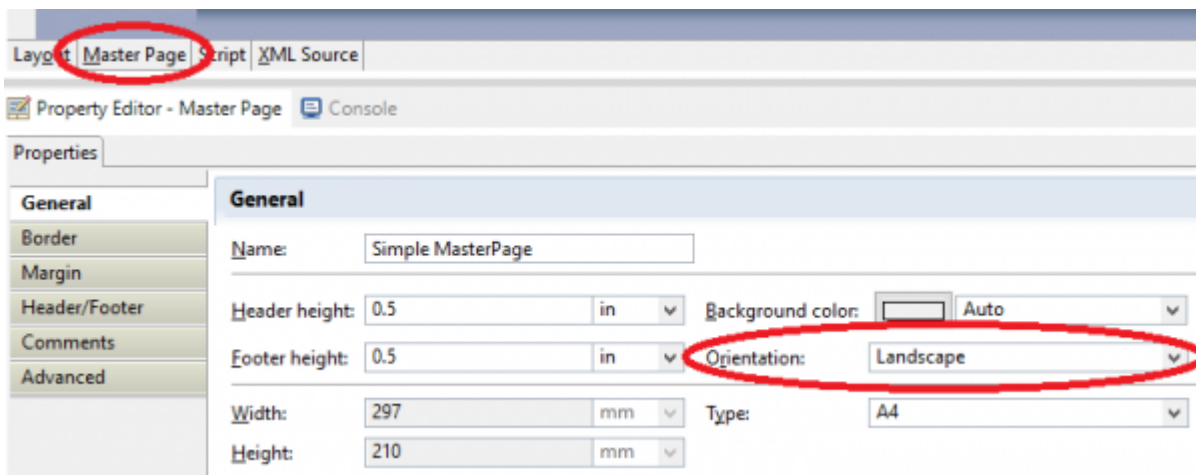 Layout Master Page Script XML Source
Property Editor - Master Page Console
Properties
General
Border
Margin
Header/Footer
Comments
Advanced
General
Name: Simple MasterPage
Header height: 0.5 in Background color: Auto
Footer height: 0.5 in Orientation: Landscape
Width: 297 mm Type: A4
Height: 210 mm